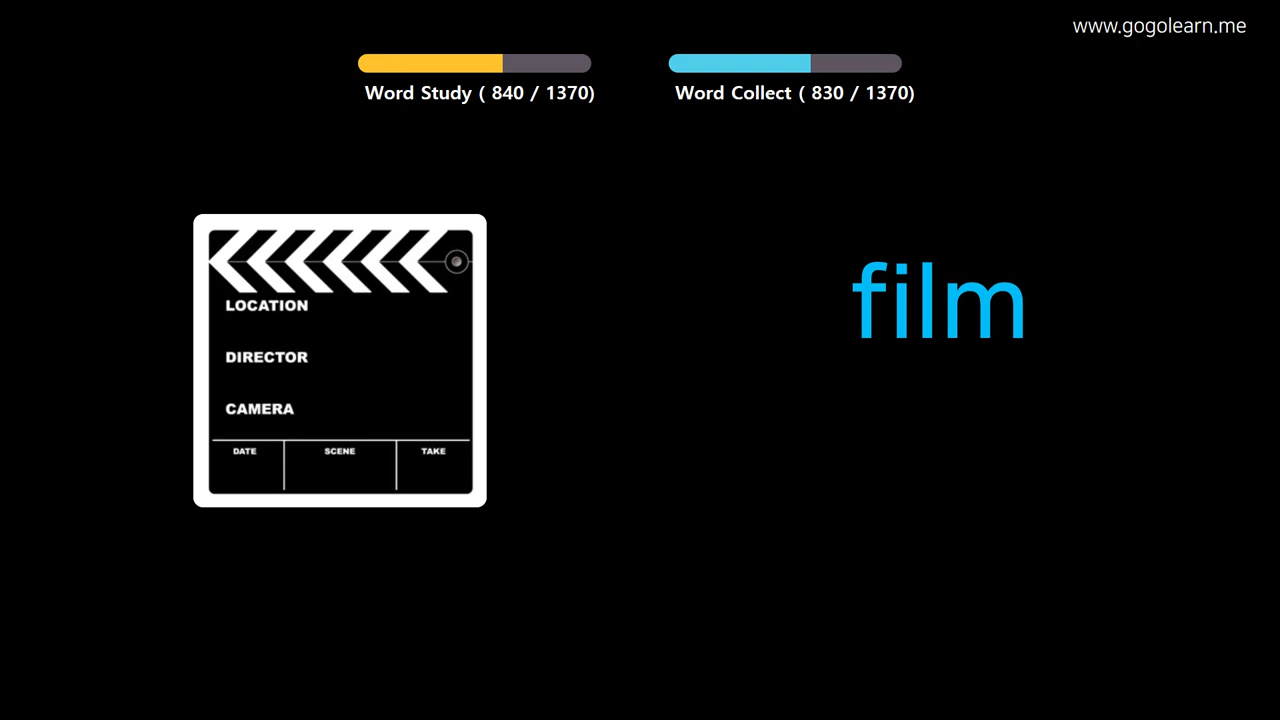 www.gogolearn.me
Word Study ( 840 / 1370)
Word Collect ( 830 / 1370)
film
LOCATION
DIRECTOR
CAMERA
DATE
SCENE
TAKE